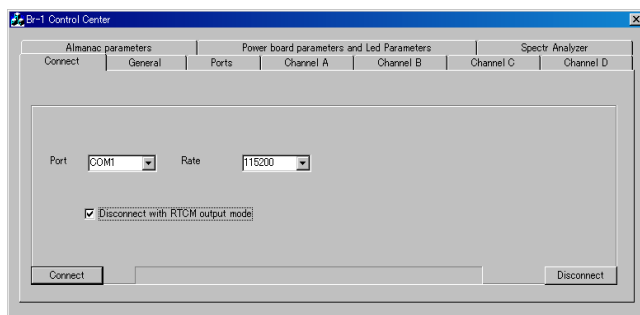 Br-1 Control Center
Almanac parameters Power board parameters and Led Parameters Spectr Analyzer
Connect General Ports Channel A Channel B Channel C Channel D
Port COM1 Rate 115200
Disconnect with RTCM output mode
Connect Disconnect